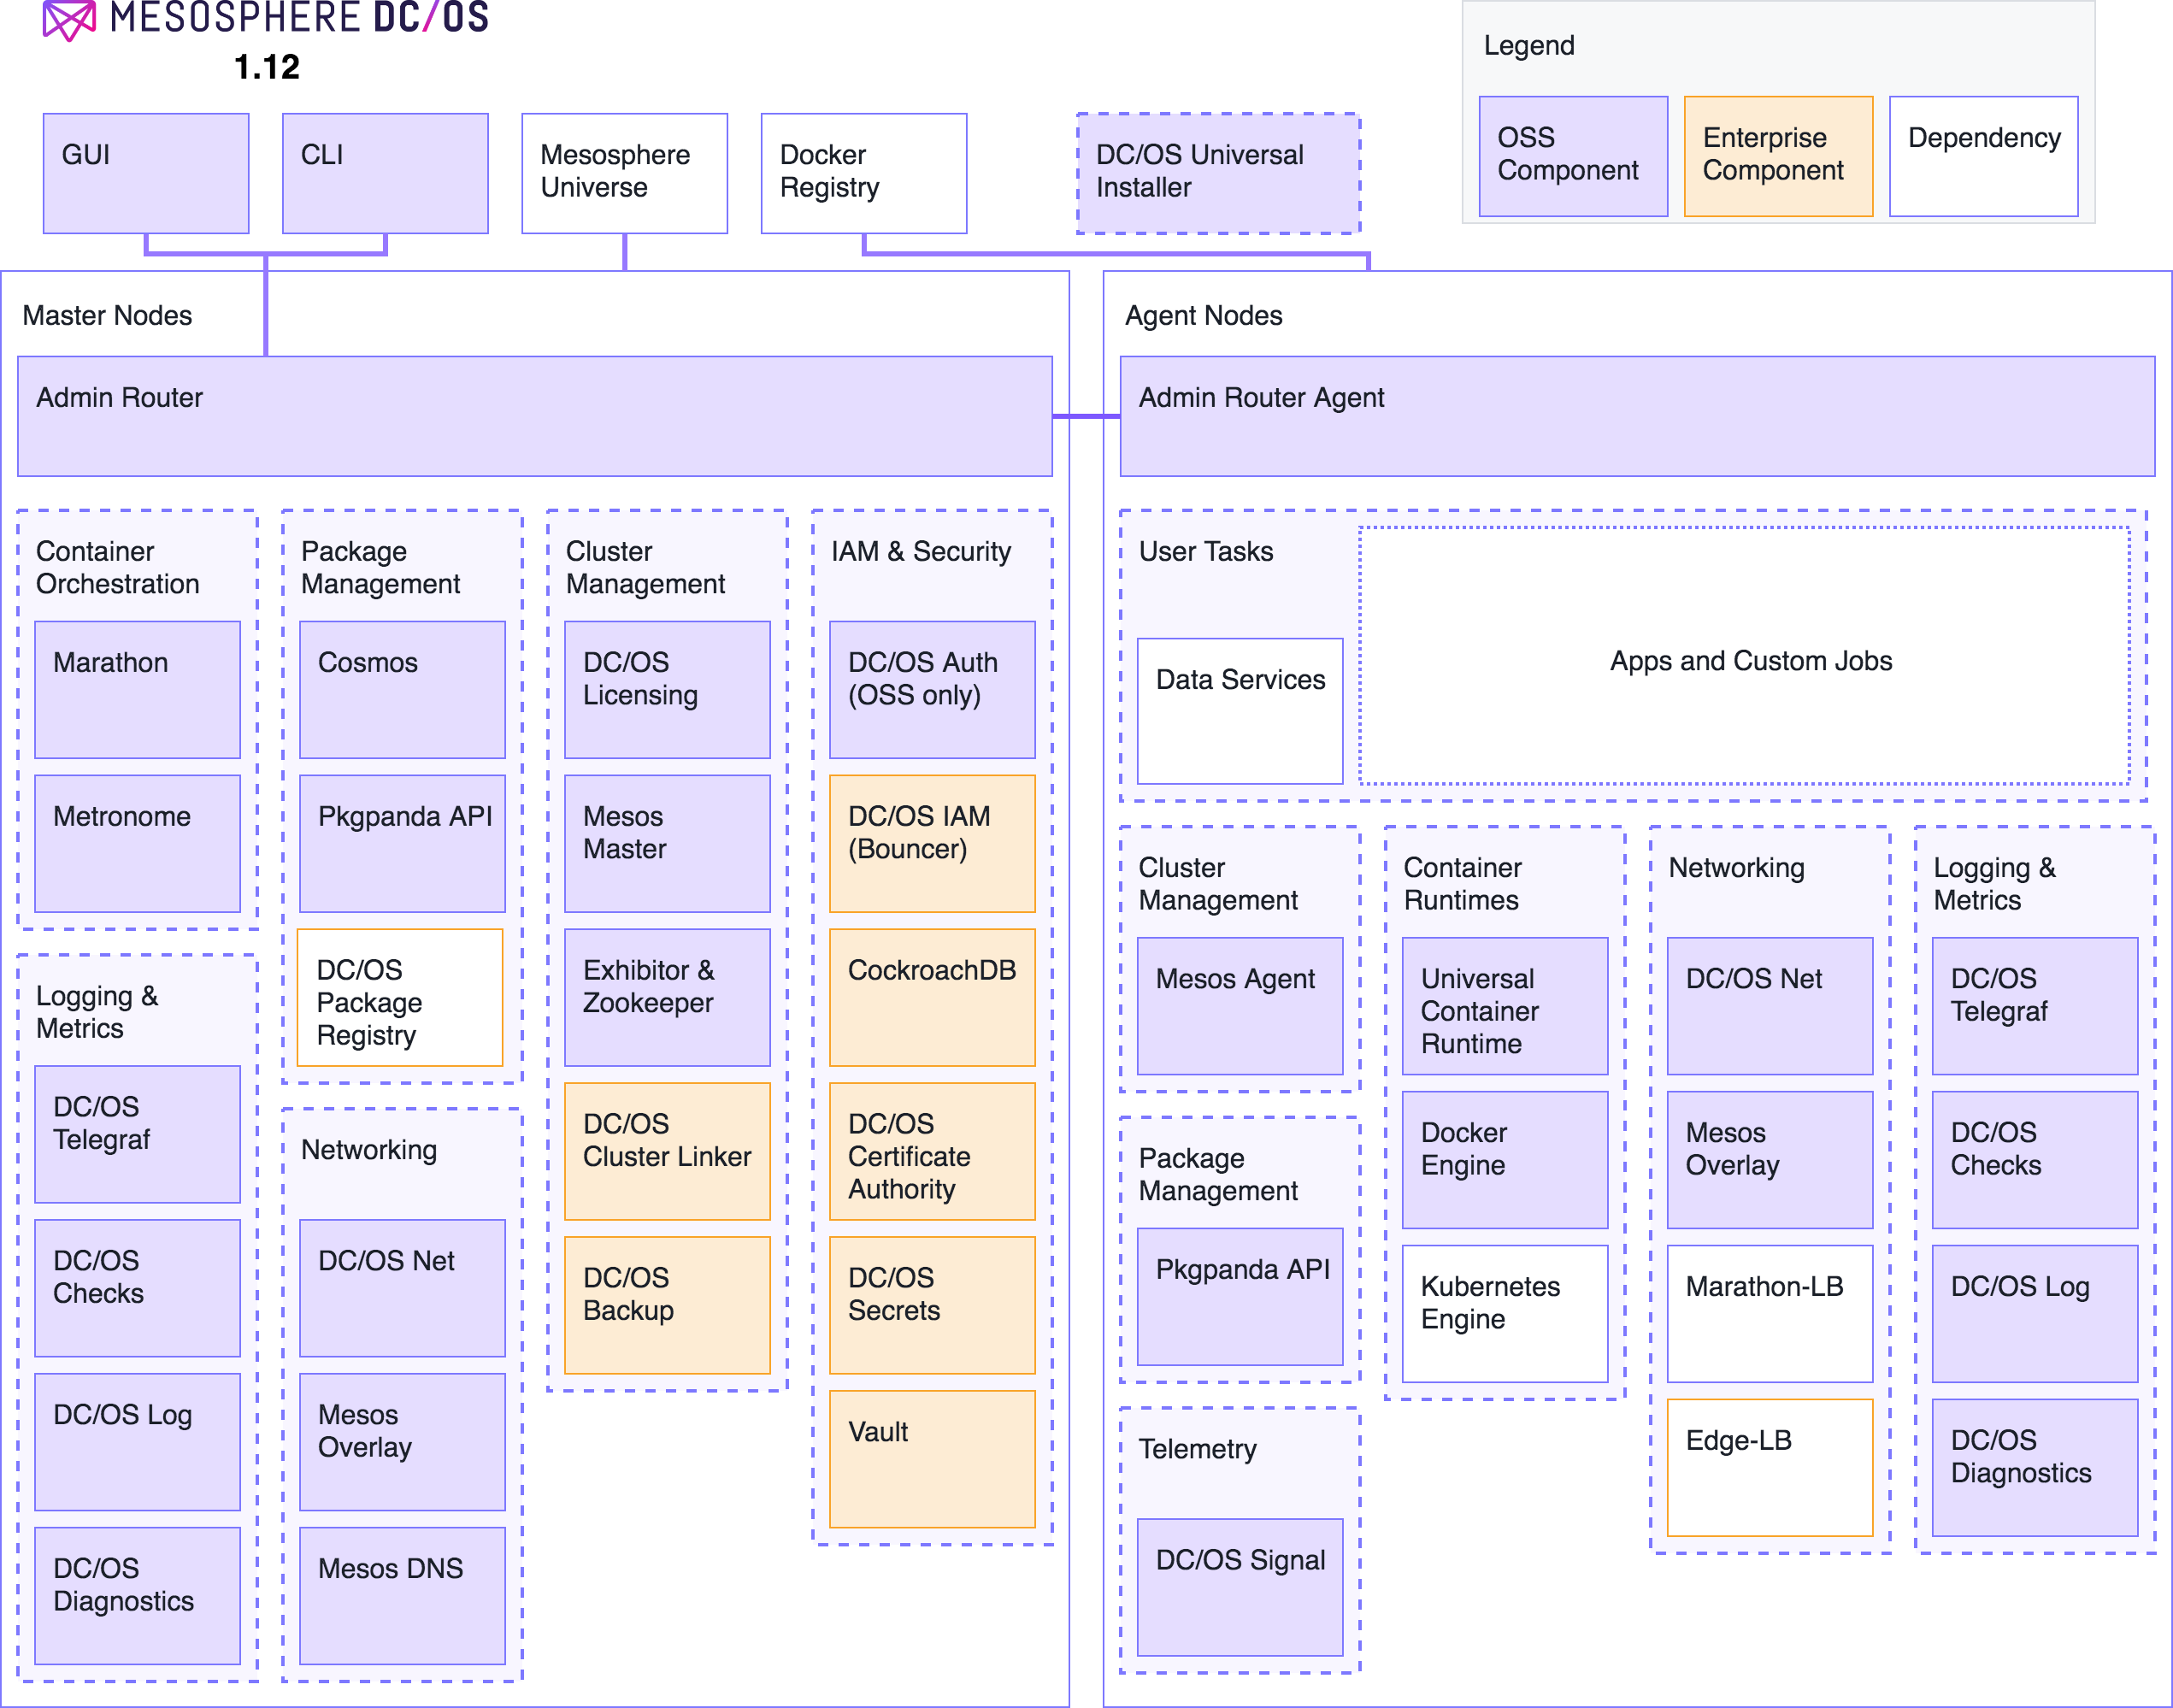 MESOSPHERE DC/OS
1.12
Legend
OSS
Component
Enterprise
Component
Dependency
GUI
CLI
Mesosphere
Universe
Docker
Registry
DC/OS Universal
Installer
Master Nodes
Admin Router
Container
Orchestration
Marathon
Metronome
Logging &
Metrics
DC/OS
Telegraf
DC/OS
Checks
DC/OS Log
DC/OS
Diagnostics
Package
Management
Cosmos
Pkgpanda API
DC/OS
Package
Registry
Networking
DC/OS Net
Mesos
Overlay
Mesos DNS
Cluster
Management
DC/OS
Licensing
Mesos
Master
Exhibitor &
Zookeeper
DC/OS
Cluster Linker
DC/OS
Backup
IAM & Security
DC/OS Auth
(OSS only)
DC/OS IAM
(Bouncer)
CockroachDB
DC/OS
Certificate
Authority
DC/OS
Secrets
Vault
Agent Nodes
Admin Router Agent
User Tasks
Data Services
Apps and Custom Jobs
Cluster
Management
Mesos Agent
Package
Management
Pkgpanda API
Telemetry
DC/OS Signal
Container
Runtimes
Universal
Container
Runtime
Docker
Engine
Kubernetes
Engine
Networking
DC/OS Net
Mesos
Overlay
Marathon-LB
Edge-LB
Logging &
Metrics
DC/OS
Telegraf
DC/OS
Checks
DC/OS Log
DC/OS
Diagnostics